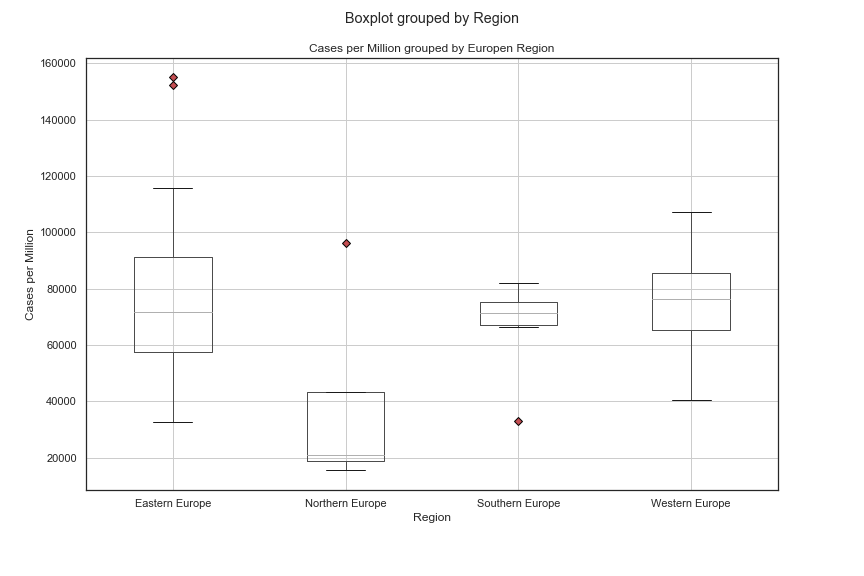 Boxplot grouped by Region
Cases per Million grouped by Europen Region
160000
140000
120000
100000
80000
60000
40000
20000
Cases per Million
Eastern Europe
Northern Europe
Southern Europe
Western Europe
Region